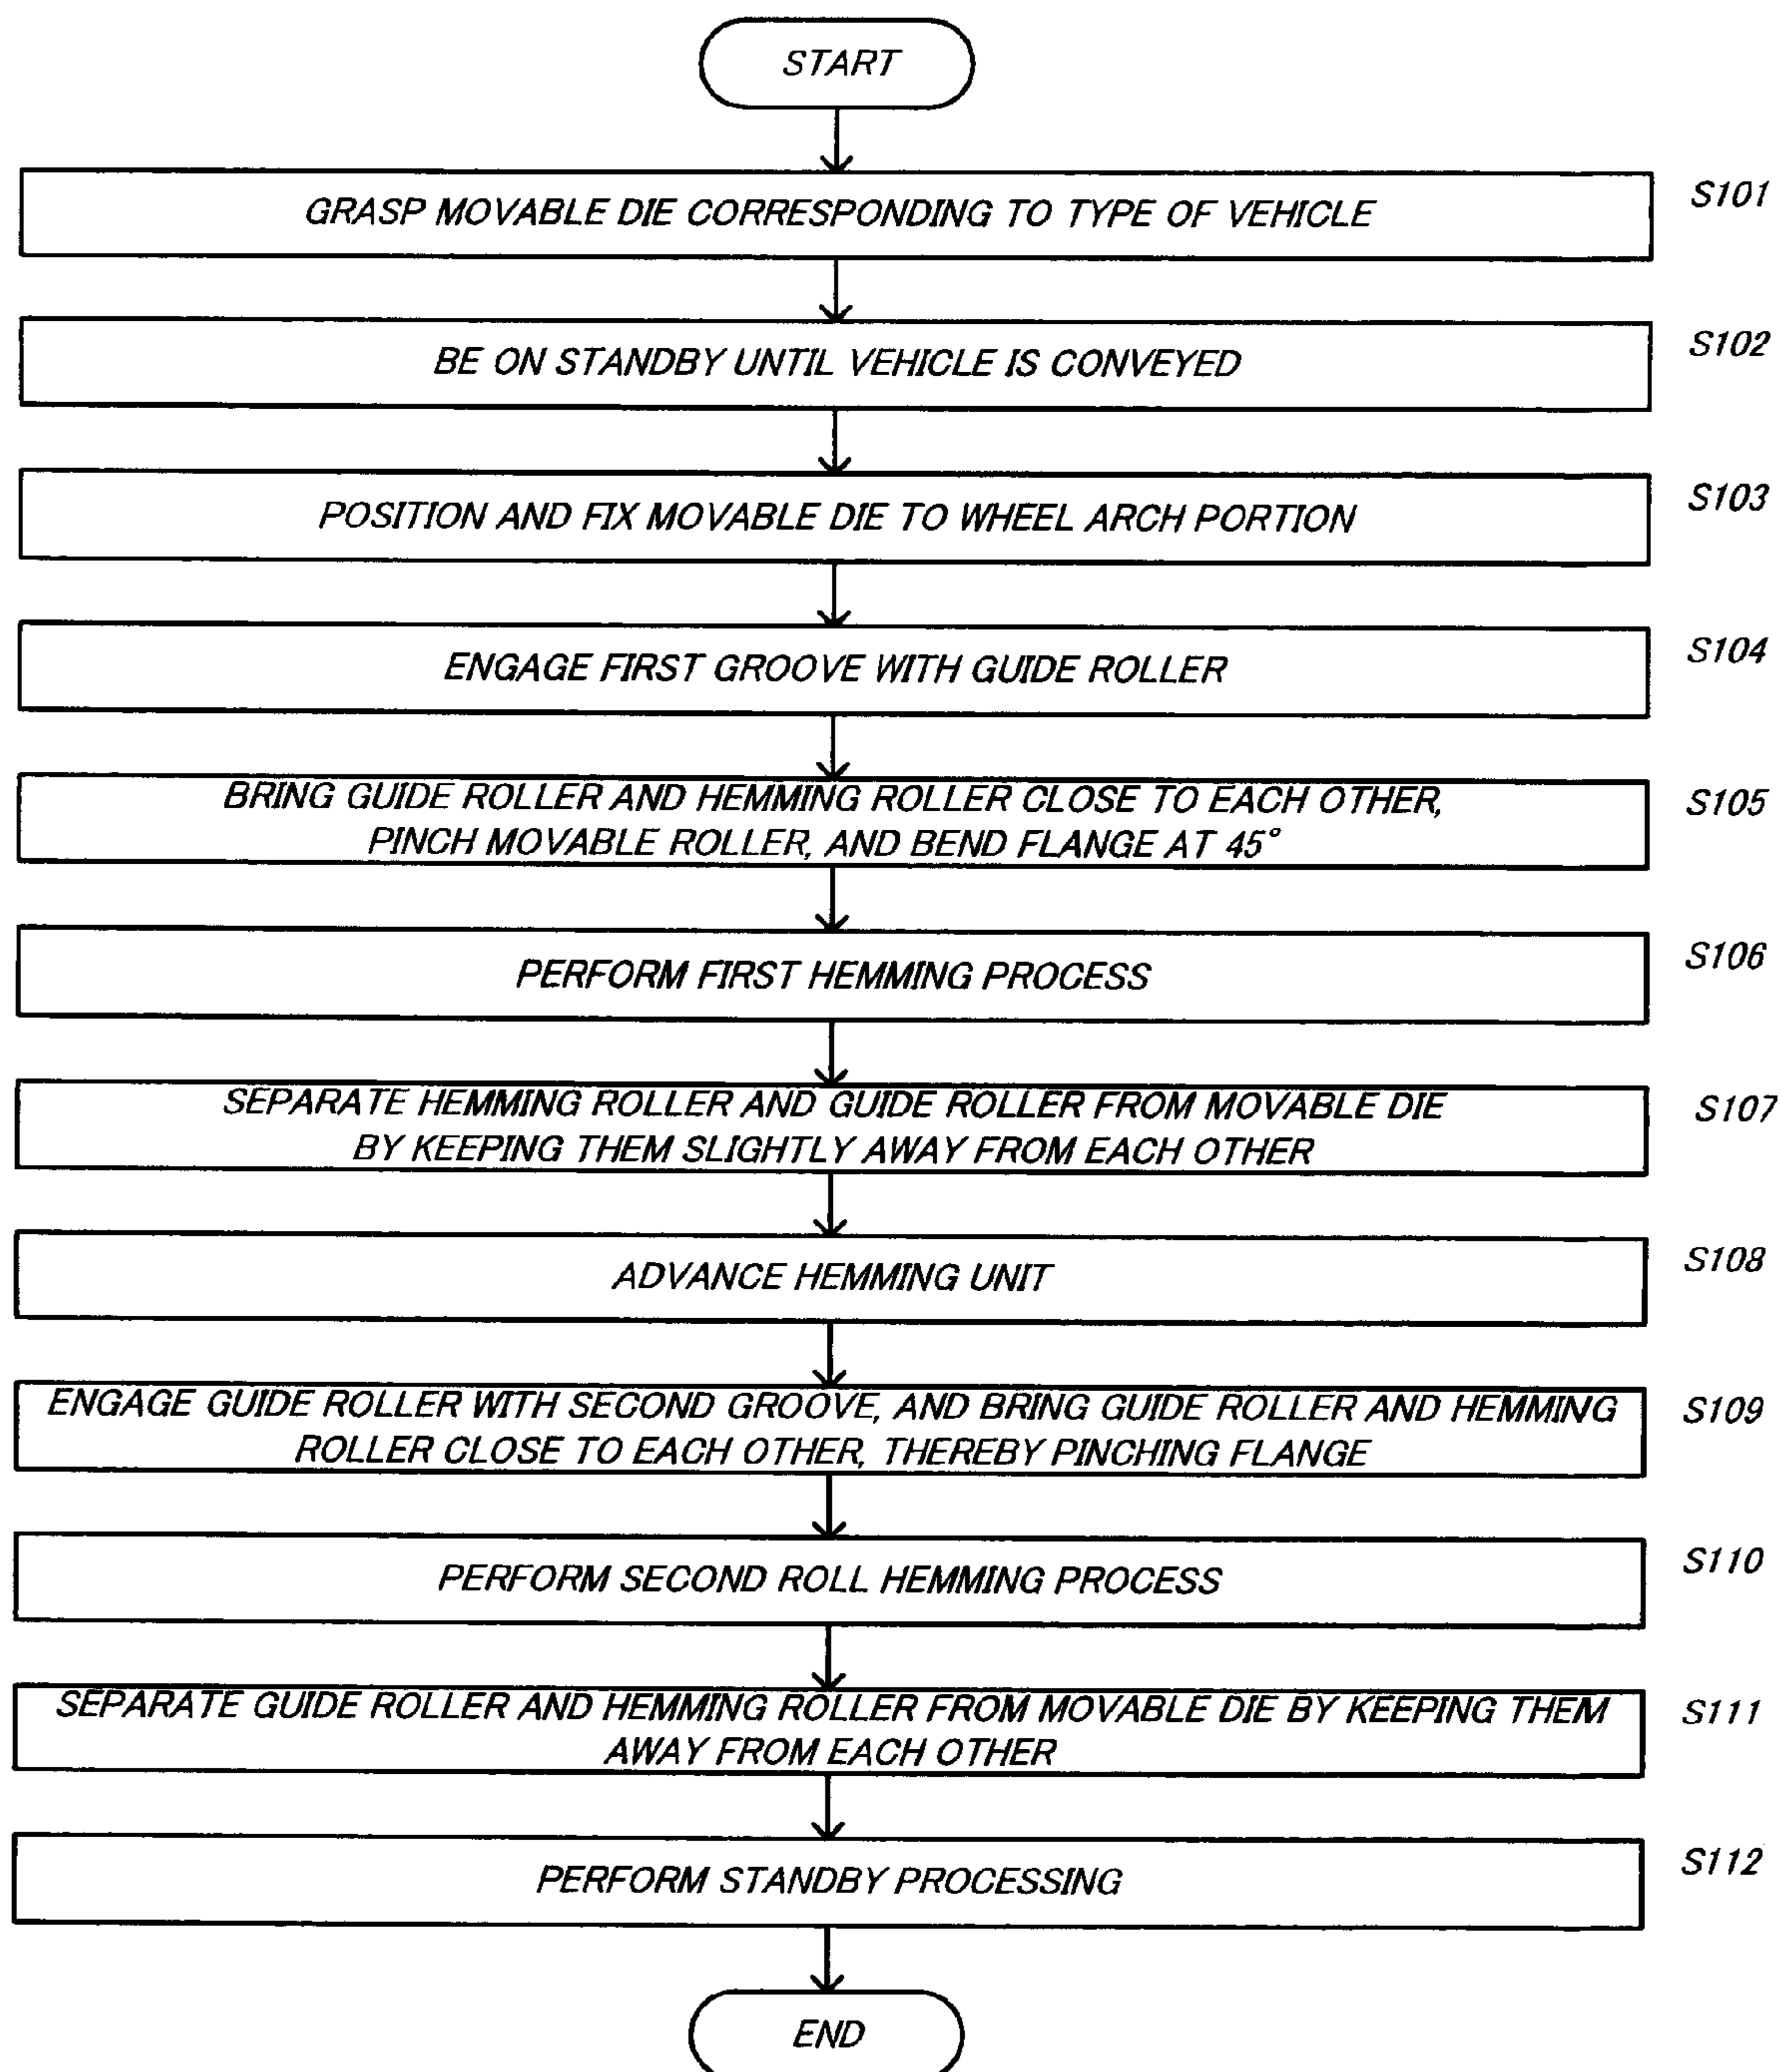 START
GRASP MOVABLE DIE CORRESPONDING TO TYPE OF VEHICLE
S101
BE ON STANDBY UNTIL VEHICLE IS CONVEYED
S102
POSITION AND FIX MOVABLE DIE TO WHEEL ARCH PORTION
S103
ENGAGE FIRST GROOVE WITH GUIDE ROLLER
S104
BRING GUIDE ROLLER AND HEMMING ROLLER CLOSE TO EACH OTHER,
PINCH MOVABLE ROLLER, AND BEND FLANGE AT 45°
S105
PERFORM FIRST HEMMING PROCESS
S106
SEPARATE HEMMING ROLLER AND GUIDE ROLLER FROM MOVABLE DIE
BY KEEPING THEM SLIGHTLY AWAY FROM EACH OTHER
S107
ADVANCE HEMMING UNIT
S108
ENGAGE GUIDE ROLLER WITH SECOND GROOVE, AND BRING GUIDE ROLLER AND HEMMING
ROLLER CLOSE TO EACH OTHER, THEREBY PINCHING FLANGE
S109
PERFORM SECOND ROLL HEMMING PROCESS
S110
SEPARATE GUIDE ROLLER AND HEMMING ROLLER FROM MOVABLE DIE BY KEEPING THEM
AWAY FROM EACH OTHER
S111
PERFORM STANDBY PROCESSING
S112
END